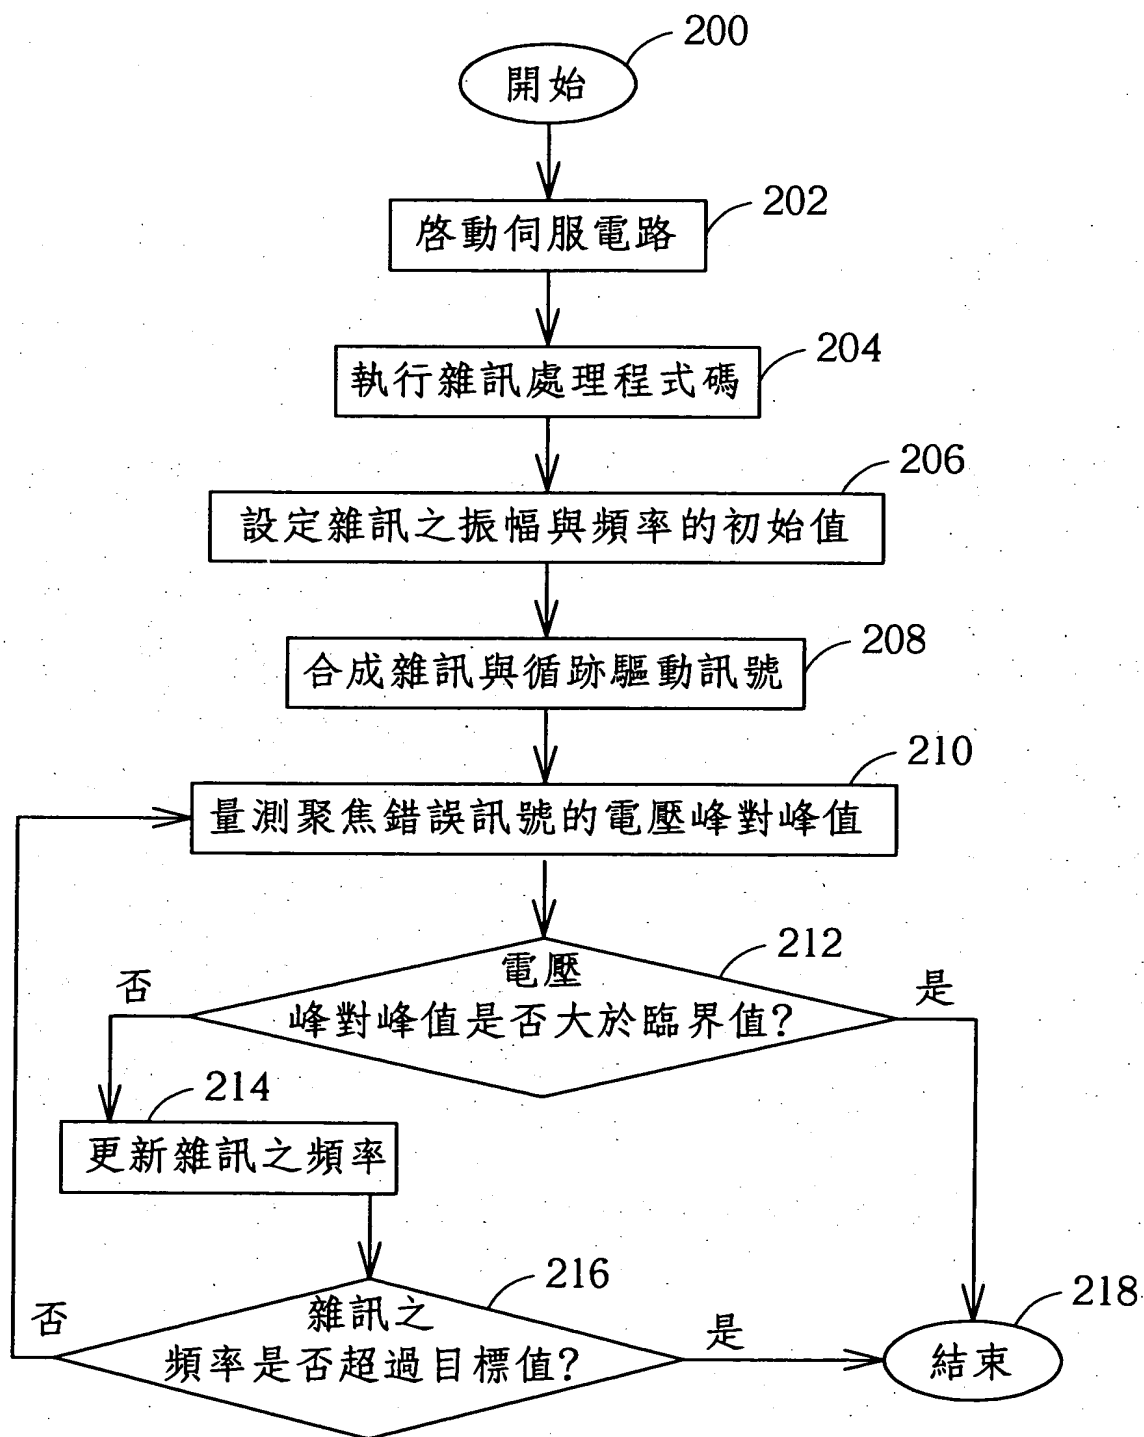 200
開始
202
啓動伺服電路
204
執行雜訊處理程式碼
206
設定雜訊之振幅與頻率的初始值
208
合成雜訊與循跡驅動訊號
210
量測聚焦錯誤訊號的電壓峰對峰值
212
電壓
峰對峰值是否大於臨界值?
否
是
214
更新雜訊之頻率
216
雜訊之
頻率是否超過目標值?
否
是
218
結束